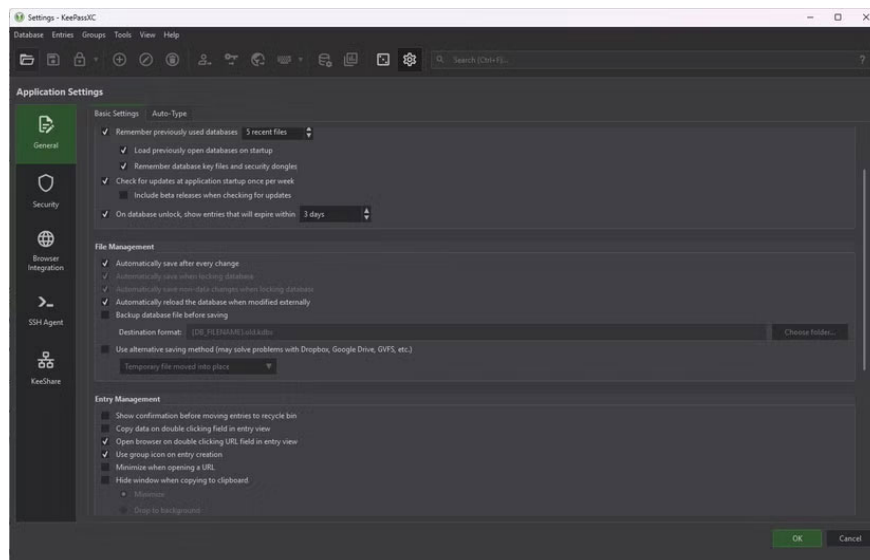 Settings - KeePassXC
Database Entries Groups Tools View Help
Search (Ctrl+F)... ?
Application Settings
General
Security
Browser
Integration
SSH Agent
KeeShare
Basic Settings Auto-Type
Remember previously used databases 5 recent files
Load previously open databases on startup
Remember database key files and security dongles
Check for updates at application startup once per week
Include beta releases when checking for updates
On database unlock, show entries that will expire within 3 days
File Management
Automatically save after every change
Automatically save when locking database
Automatically save non-data changes when locking database
Automatically reload the database when modified externally
Backup database file before saving
Destination format: {DB_FILENAME}.old.kdbx Choose folder...
Use alternative saving method (may solve problems with Dropbox, Google Drive, GVFS, etc.)
Temporary file moved into place
Entry Management
Show confirmation before moving entries to recycle bin
Copy data on double clicking field in entry view
Open browser on double clicking URL field in entry view
Use group icon on entry creation
Minimize when opening a URL
Hide window when copying to clipboard
Minimize
Drop to background
OK Cancel